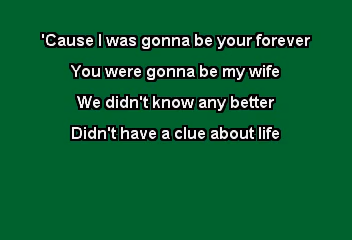 'Cause I was gonna be your forever
You were gonna be my wife
We didn't know any better
Didn't have a clue about life